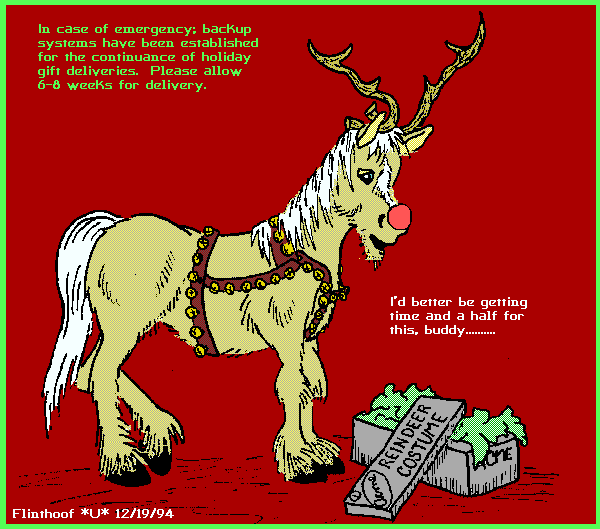 In case of emergency; backup
systems have been established
for the continuance of holiday
gift deliveries. Please allow
6-8 weeks for delivery.
I'd better be getting
time and a half for
this, buddy..........
REINDEER
COSTUME
Acme
ACME
Flinthoof *U* 12/19/94